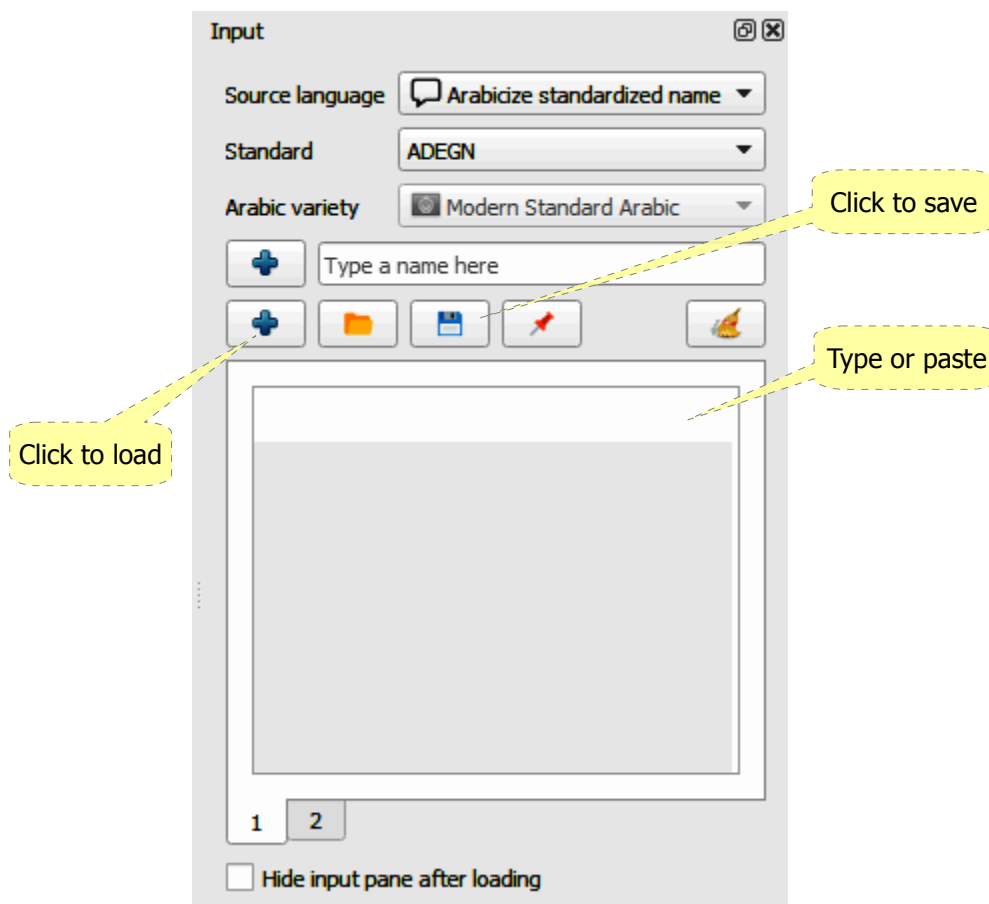 Input
Source language
Arabicize standardized name
Standard
ADEGN
Arabic variety
Modern Standard Arabic
Click to save
Type a name here
Type or paste
Click to load
1
2
Hide input pane after loading